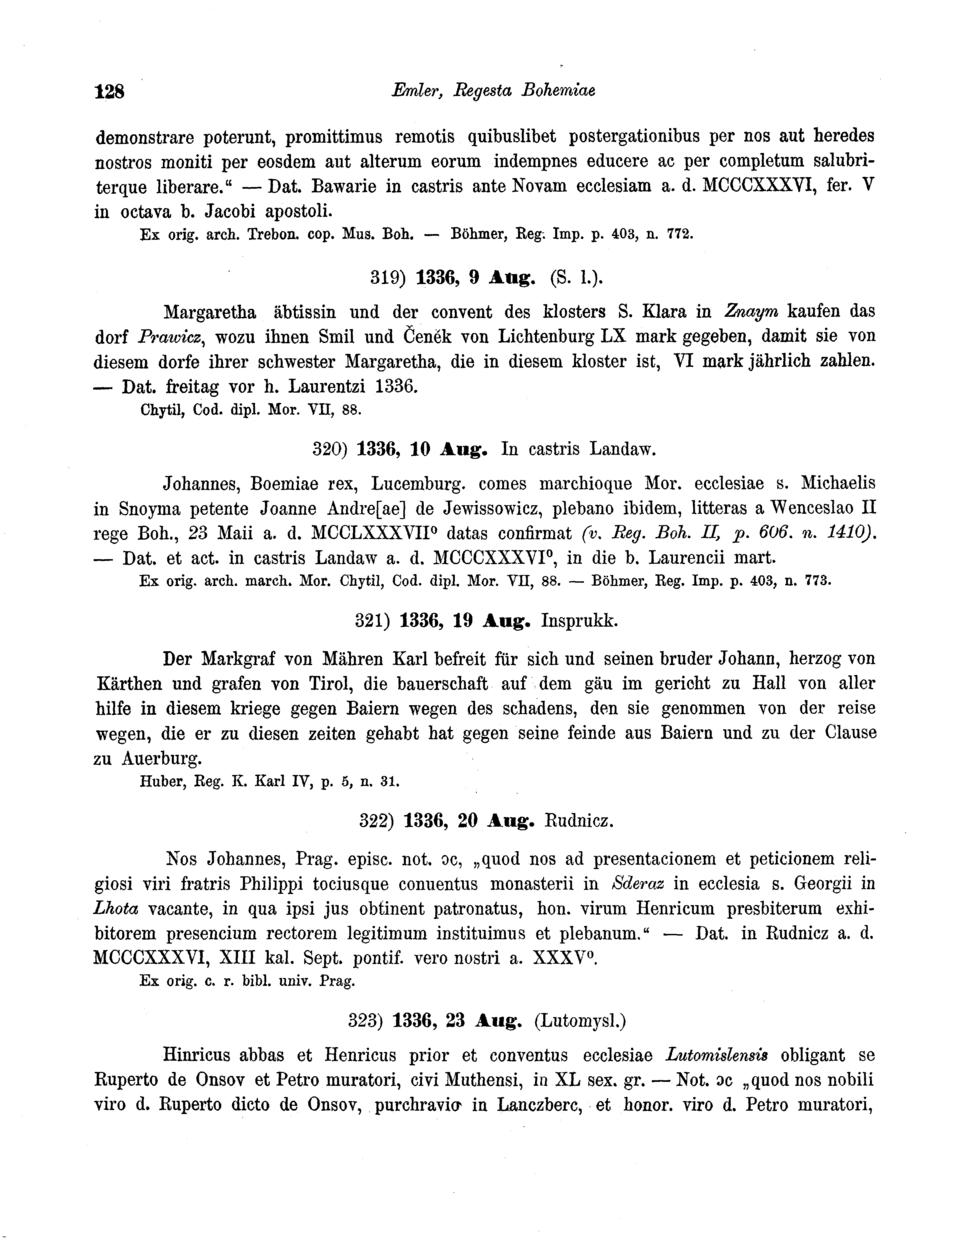 128 Emler, Regesta Bohemiae
demonstrare poterunt, promittimus remotis quibuslibet postergationibus per nos aut heredes
nostros moniti per eosdem aut alterum eorum indempnes educere ac per completum salubri-
terque liberare.“ — Dat. Bawarie in castris ante Novam ecclesiam a. d. MCCCXXXVI, fer. V
in octava b. Jacobi apostoli.
Ex orig. arch. Trebon. cop. Mus. Boh. — Böhmer, Reg. Imp. p. 403, n. 772.
319) 1336, 9 Aug. (S. l.).
Margaretha äbtissin und der convent des klosters S. Klara in Znaym kaufen das
dorf Prawicz, wozu ihnen Smil und Čeněk von Lichtenburg LX mark gegeben, damit sie von
diesem dorfe ihrer schwester Margaretha, die in diesem kloster ist, VI mark jährlich zahlen.
— Dat. freitag vor h. Laurentzi 1336.
Chytil, Cod. dipl. Mor. VII, 88.
320) 1336, 10 Aug. In castris Landaw.
Johannes, Boemiae rex, Lucemburg. comes marchioque Mor. ecclesiae s. Michaelis
in Snoyma petente Joanne Andre[ae] de Jewissowicz, plebano ibidem, litteras a Wenceslao II
rege Boh., 23 Maii a. d. MCCLXXXVII⁰ datas confirmat (v. Reg. Boh. II, p. 606. n. 1410).
— Dat. et act. in castris Landaw a. d. MCCCXXXVI⁰, in die b. Laurencii mart.
Ex orig. arch. march. Mor. Chytil, Cod. dipl. Mor. VII, 88. — Böhmer, Reg. Imp. p. 403, n. 773.
321) 1336, 19 Aug. Insprukk.
Der Markgraf von Mähren Karl befreit für sich und seinen bruder Johann, herzog von
Kärthen und grafen von Tirol, die bauerschaft auf dem gäu im gericht zu Hall von aller
hilfe in diesem kriege gegen Baiern wegen des schadens, den sie genommen von der reise
wegen, die er zu diesen zeiten gehabt hat gegen seine feinde aus Baiern und zu der Clause
zu Auerburg.
Huber, Reg. K. Karl IV, p. 5, n. 31.
322) 1336, 20 Aug. Rudnicz.
Nos Johannes, Prag. episc. not. ↄc, „quod nos ad presentacionem et peticionem reli-
giosi viri fratris Philippi tociusque conuentus monasterii in Sderaz in ecclesia s. Georgii in
Lhota vacante, in qua ipsi jus obtinent patronatus, hon. virum Henricum presbiterum exhi-
bitorem presencium rectorem legitimum instituimus et plebanum.“ — Dat. in Rudnicz a. d.
MCCCXXXVI, XIII kal. Sept. pontif. vero nostri a. XXXV⁰.
Ex orig. c. r. bibl. univ. Prag.
323) 1336, 23 Aug. (Lutomysl.)
Hinricus abbas et Henricus prior et conventus ecclesiae Lutomislensis obligant se
Ruperto de Onsov et Petro muratori, civi Muthensi, in XL sex. gr. — Not. ↄc „quod nos nobili
viro d. Ruperto dicto de Onsov, purchravio in Lanczberc, et honor. viro d. Petro muratori,